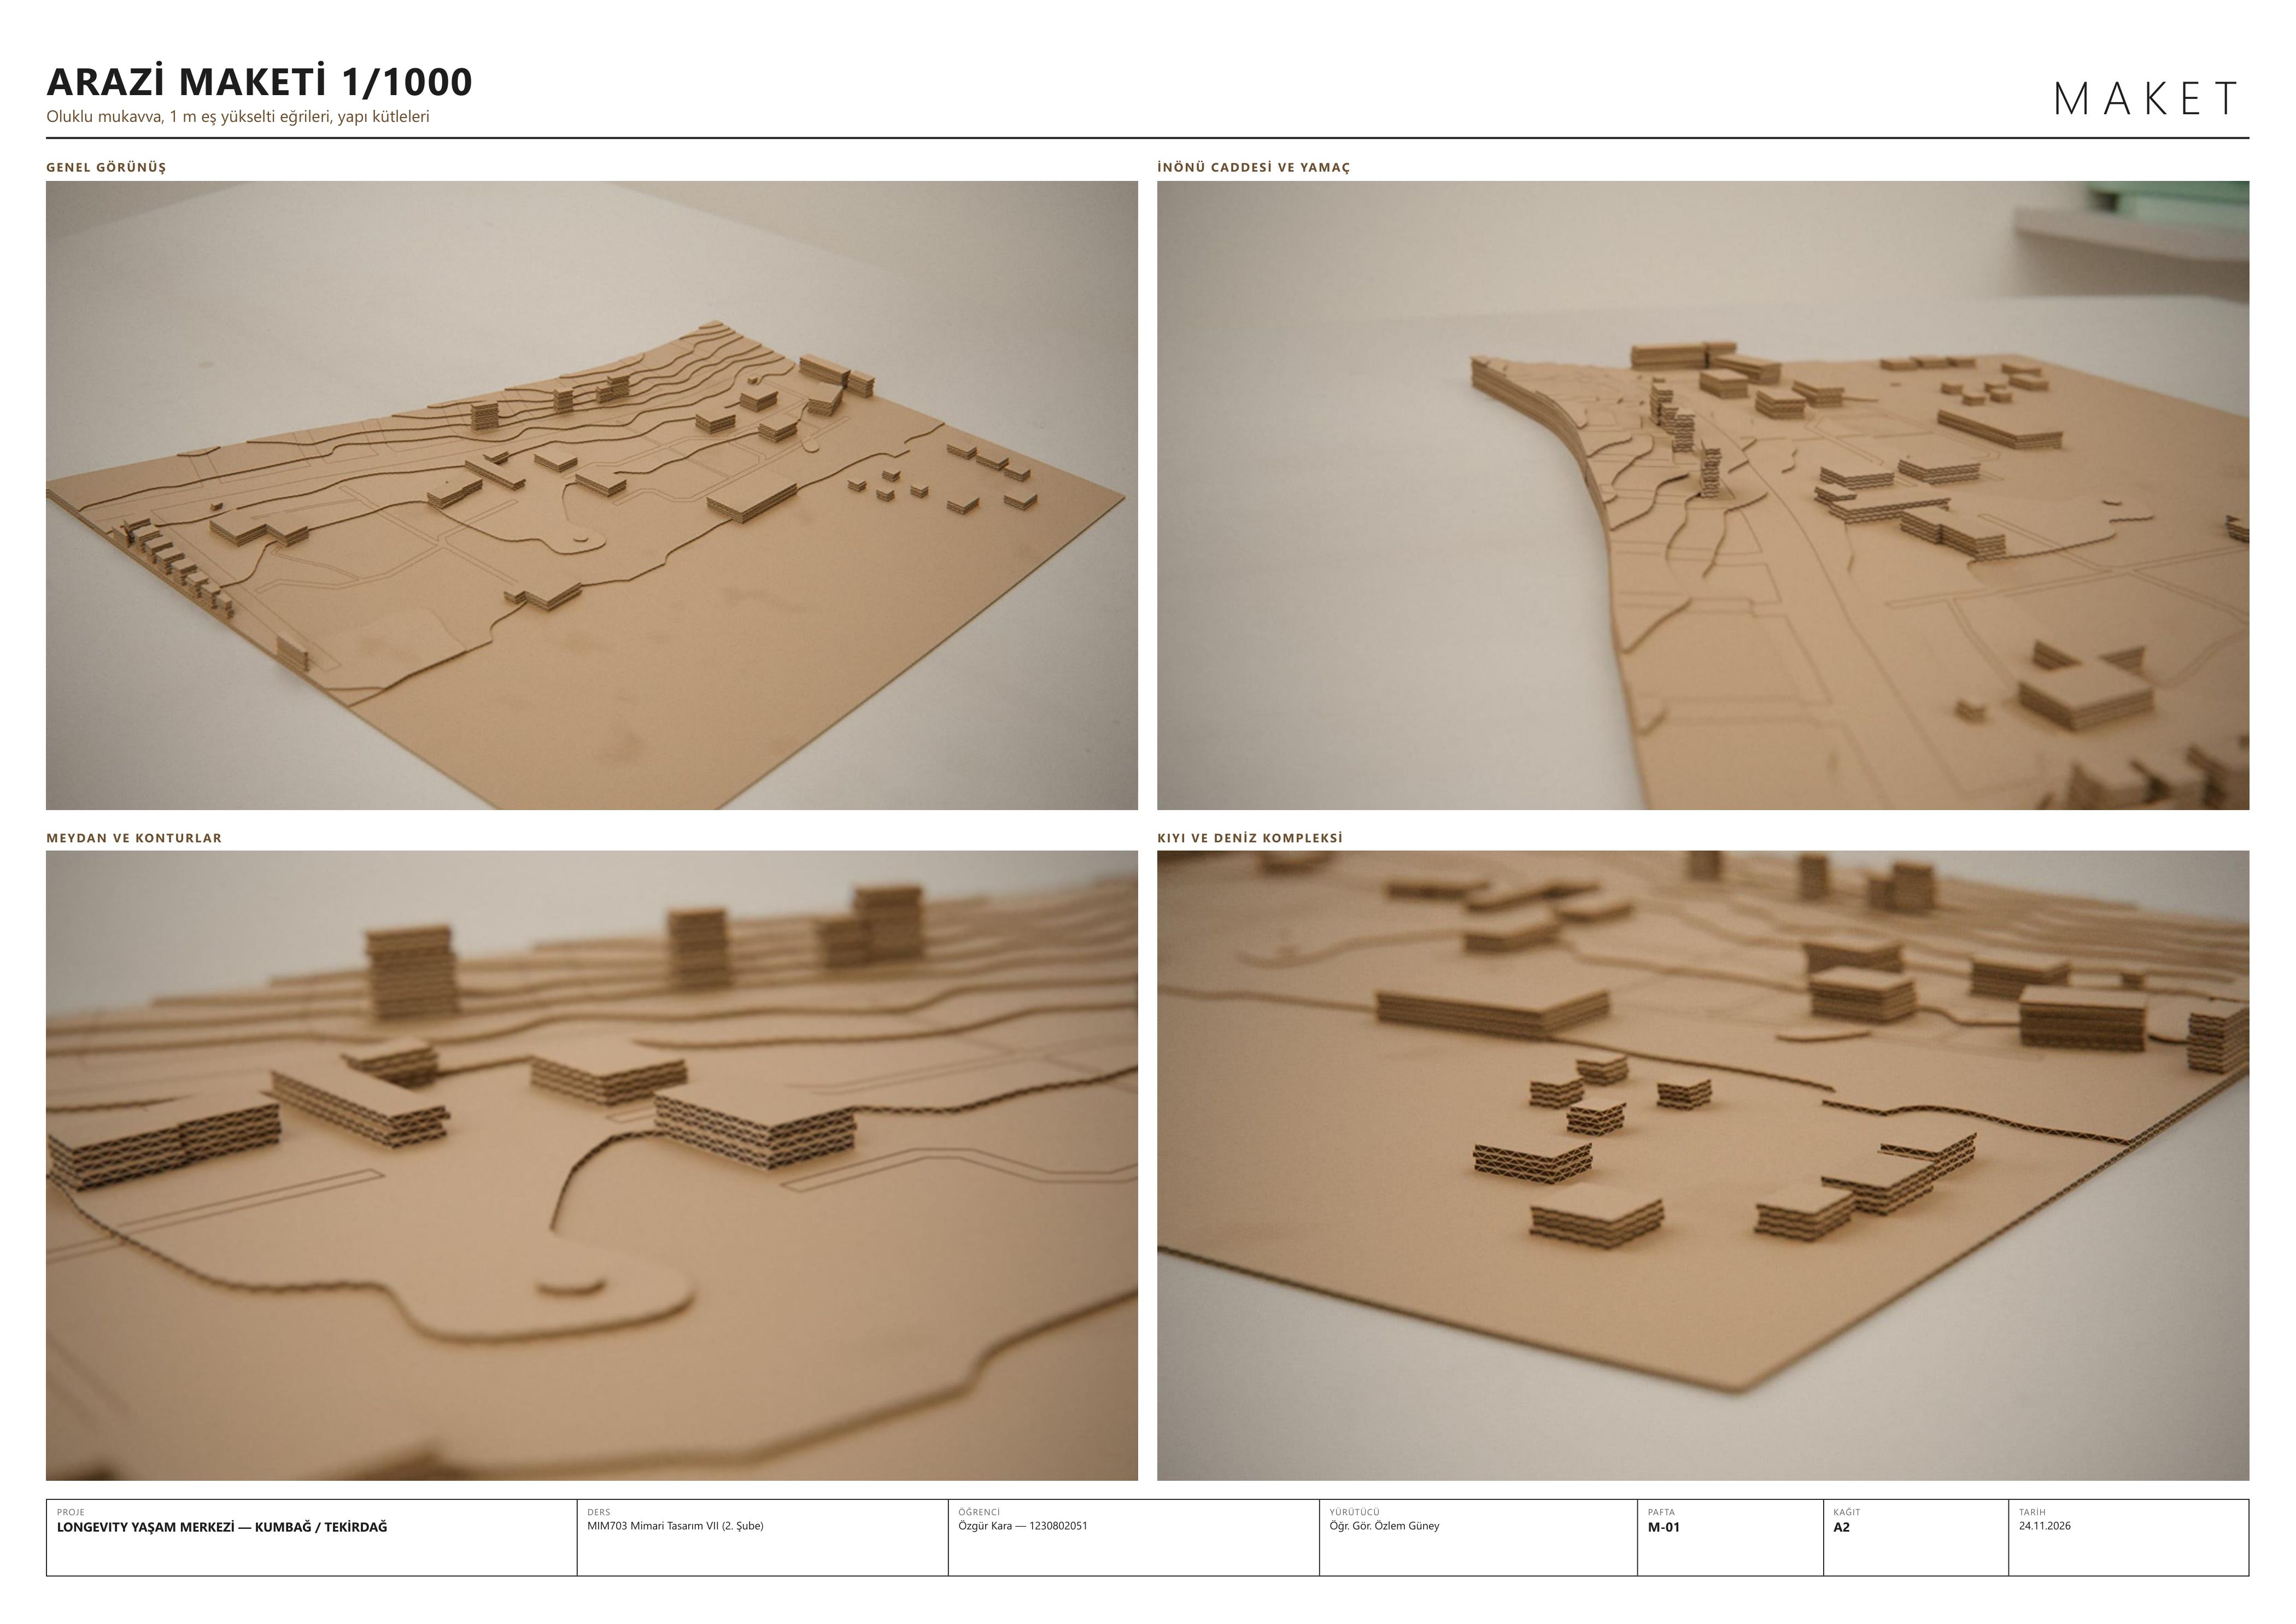 ARAZİ MAKETİ 1/1000
Oluklu mukavva, 1 m eş yükselti eğrileri, yapı kütleleri
MAKET
GENEL GÖRÜNÜŞ
İNÖNÜ CADDESİ VE YAMAÇ
MEYDAN VE KONTURLAR
KIYI VE DENİZ KOMPLEKSİ
PROJE
LONGEVITY YAŞAM MERKEZİ — KUMBAĞ / TEKİRDAĞ
DERS
MIM703 Mimari Tasarım VII (2. Şube)
ÖĞRENCİ
Özgür Kara — 1230802051
YÜRÜTÜCÜ
Öğr. Gör. Özlem Güney
PAFTA
M-01
KAĞIT
A2
TARİH
24.11.2026